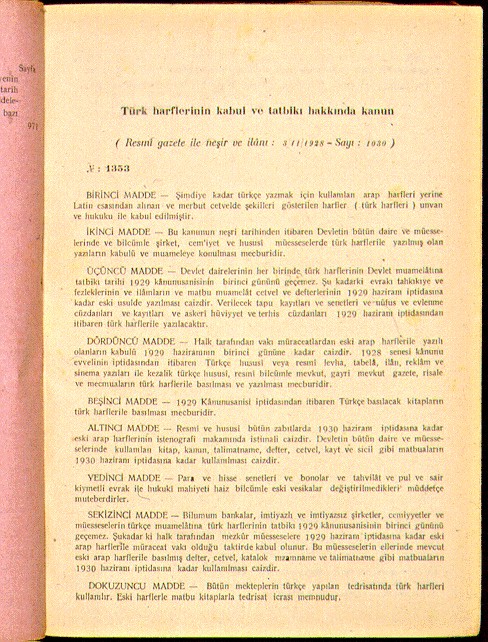 Sayfa
yenin
tarih
dele-
bazı
971
Türk harflerinin kabul ve tatbikı hakkında kanun
( Resmî gazete ile neşir ve ilânı : 3/11/1928 - Sayı : 1030 )
№ : 1353
BİRİNCİ MADDE — Şimdiye kadar türkçe yazmak için kullamlan arap harfleri yerine
Latin esasından alınan ve merbut cetvelde şekilleri gösterilen harfler ( türk harfleri ) unvan
ve hukuku ile kabul edilmiştir.
İKİNCİ MADDE — Bu kanunun neşri tarihinden itibaren Devletin bütün daire ve müesse-
lerinde ve bilcümle şirket, cem'iyet ve hususî müesseselerde türk harflerile yazılmış olan
yazıların kabulü ve muameleye konulması mecburidir.
ÜÇÜNCÜ MADDE — Devlet dairelerinin her birinde türk harflerinin Devlet muamelâtına
tatbikı tarihi 1929 kânunusanisinin birinci gününü geçemez. Şu kadarki evrakı tahkikıye ve
fezleklerinin ve ilâmların ve matbu muamelât cetvel ve defterlerinin 1929 haziran iptidasına
kadar eski usulde yazılması caizdir. Verilecek tapu kayıtları ve senetleri ve nüfus ve evlenme
cüzdanları ve kayıtları ve askerî hüviyet ve terhis cüzdanları 1929 haziranı iptidasından
itibaren türk harflerile yazılacaktır.
DÖRDÜNCÜ MADDE — Halk tarafından vâkı müracaatlardan eski arap harflerile yazılı
olanların kabulü 1929 haziranının birinci gününe kadar caizdir. 1928 senesi kânunu
evvelinin iptidasından itibaren Türkçe hususî veya resmî levha, tabelâ, ilân, reklâm ve
sinema yazıları ile kezalik türkçe hususî, resmî bilcümle mevkut, gayri mevkut gazete, risale
ve mecmuaların türk harflerile basılması ve yazılması mecburidir.
BEŞİNCİ MADDE — 1929 Kânunusanisi iptidasından itibaren Türkçe basılacak kitapların
türk harflerile basılması mecburidir.
ALTINCI MADDE — Resmî ve hususî bütün zabıtlarda 1930 haziranı iptidasına kadar
eski arap harflerinin istenografi makamında istimali caizdir. Devletin bütün daire ve müesse-
selerinde kullamlan kitap, kanun, talimatname, defter, cetvel, kayt ve sicil gibi matbuaların
1930 haziranı iptidasına kadar kullanılması caizdir.
YEDİNCİ MADDE — Para ve hisse senetleri ve bonolar ve tahvilât ve pul ve sair
kıymetli evrak ile hukukî mahiyeti haiz bilcümle eski vesikalar değiştirilmedikleri müddetçe
muteberdirler.
SEKİZİNCİ MADDE — Bilumum bankalar, imtiyazlı ve imtiyazsız şirketler, cemiyetler ve
müesseselerin türkçe muamelâtına türk harflerinin tatbikı 1929 kânunusanisinin birinci gününü
geçemez. Şukadar ki halk tarafından mezkûr müesseselere 1929 haziranı iptidasına kadar eski
arap harflerile müracaat vâkı olduğu taktirde kabul olunur. Bu müesseselerin ellerinde mevcut
eski arap harflerile basılmış defter, cetvel, katalok nizamname ve talimatname gibi matbuaların
1930 haziranı iptidasına kadar kullanılması caizdir.
DOKUZUNCU MADDE — Bütün mekteplerin türkçe yapılan tedrisatında türk harfleri
kullanılır. Eski harflerle matbu kitaplarla tedrisat icrası memnudur.